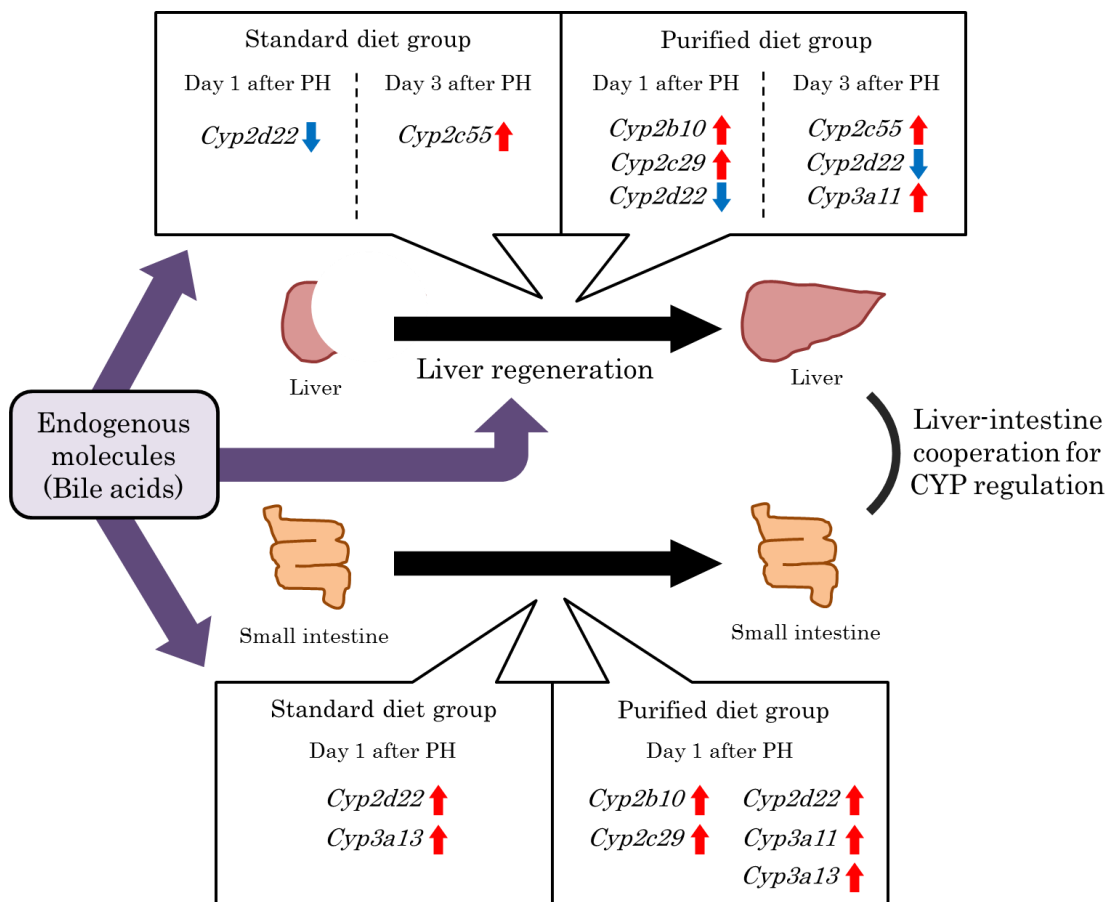 Standard diet group
Day 1 after PH
Cyp2d22
Day 3 after PH
Cyp2c55
Purified diet group
Day 1 after PH
Cyp2b10
Cyp2c29
Cyp2d22
Day 3 after PH
Cyp2c55
Cyp2d22
Cyp3a11
Liver
Liver regeneration
Liver
Endogenous
molecules
(Bile acids)
Liver-intestine
cooperation for
CYP regulation
Small intestine
Small intestine
Standard diet group
Day 1 after PH
Cyp2d22
Cyp3a13
Purified diet group
Day 1 after PH
Cyp2b10
Cyp2c29
Cyp2d22
Cyp3a11
Cyp3a13